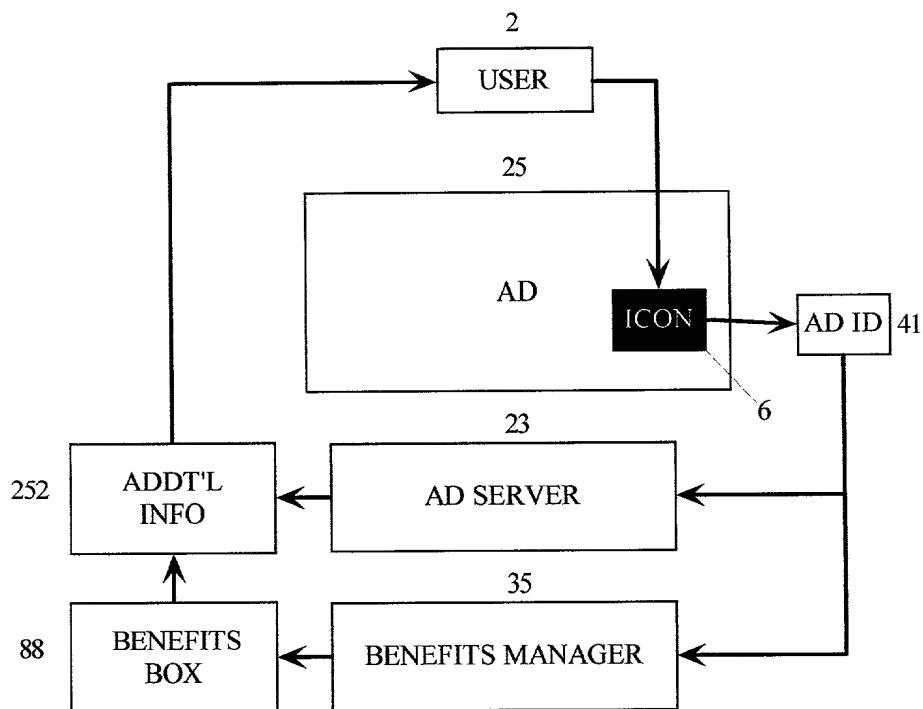 2
USER
25
AD
ICON
AD ID 41
6
23
252
ADDT'L
INFO
AD SERVER
35
88
BENEFITS
BOX
BENEFITS MANAGER